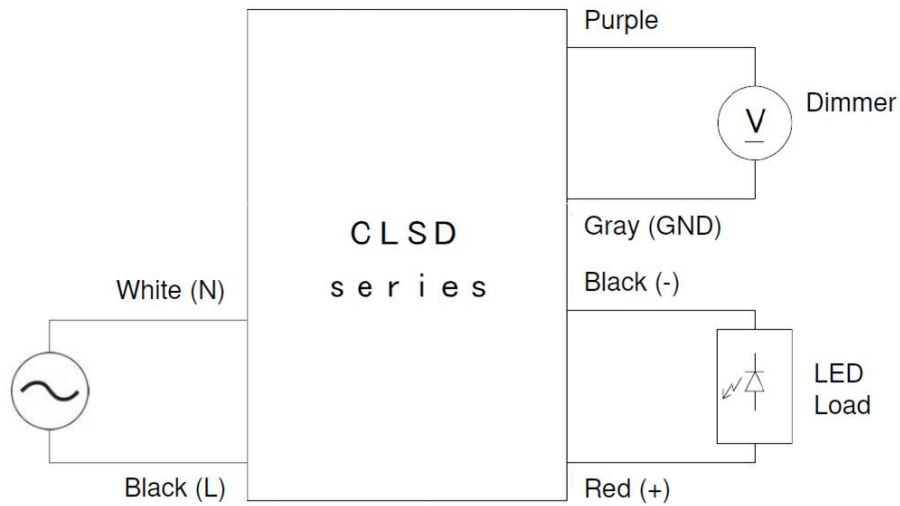 Purple
Dimmer
V
Gray (GND)
CLSD
series
Black (-)
White (N)
LED
Load
Black (L)
Red (+)